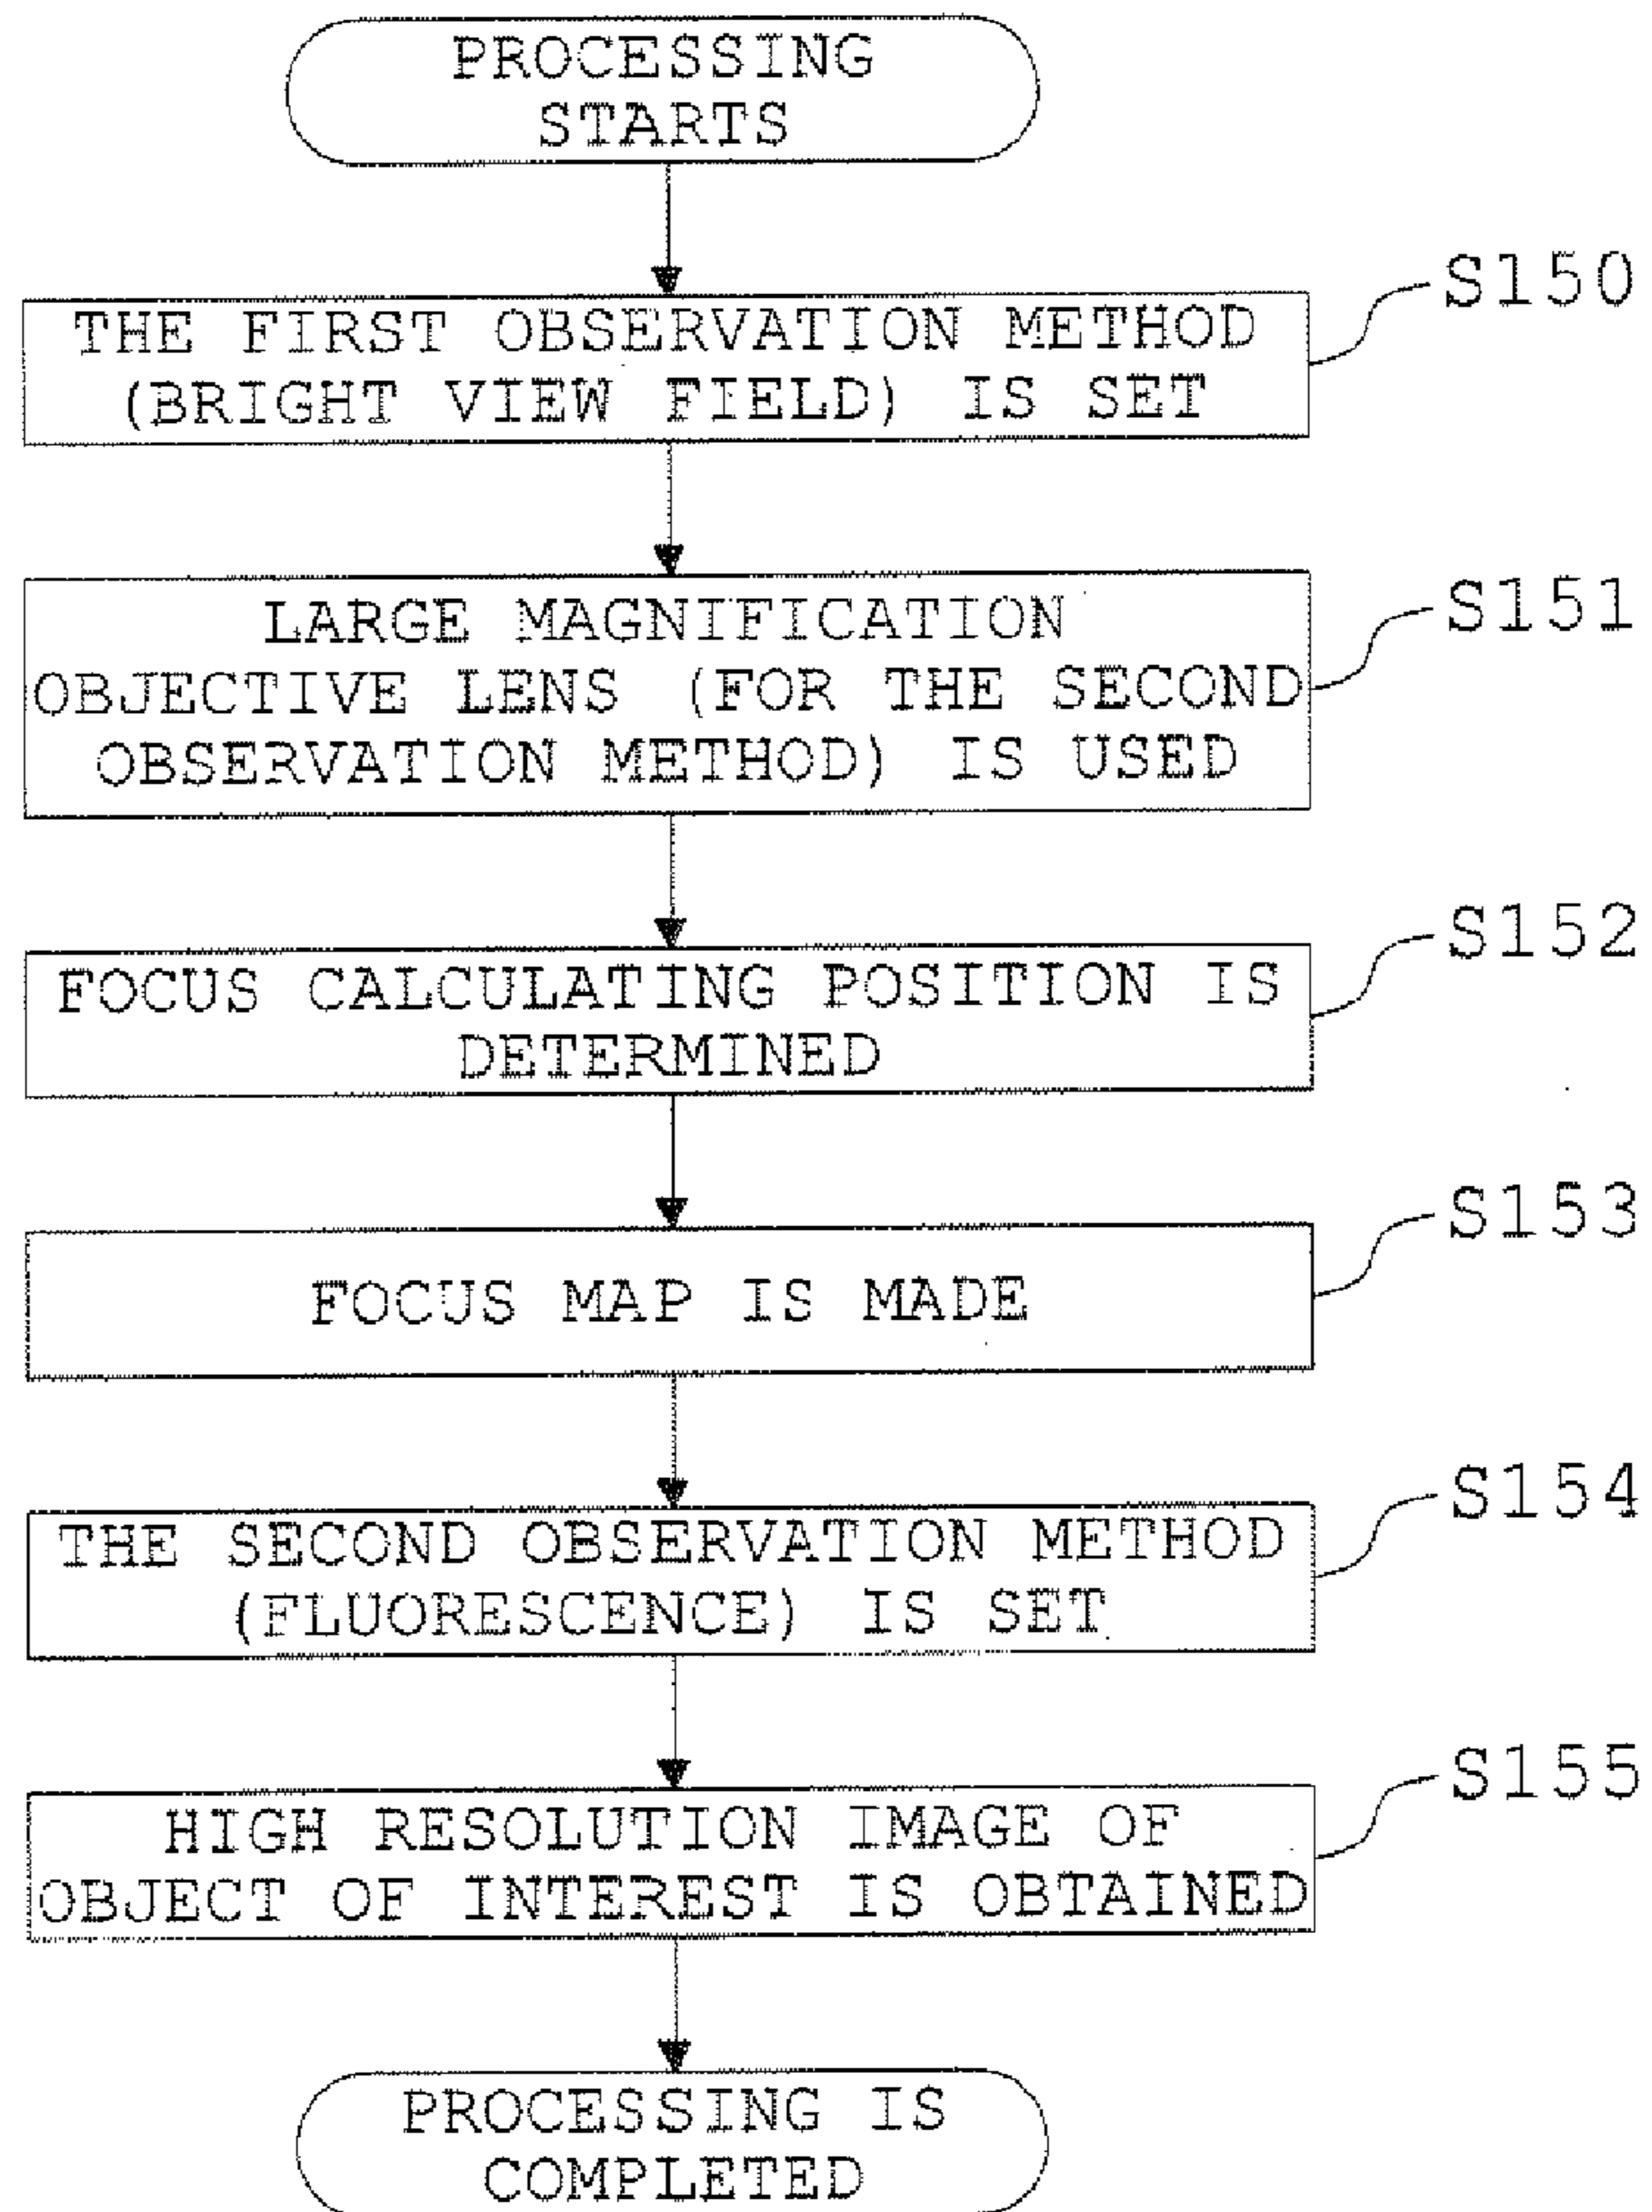 PROCESSING
STARTS
S150
THE FIRST OBSERVATION METHOD
(BRIGHT VIEW FIELD) IS SET
S151
LARGE MAGNIFICATION
OBJECTIVE LENS (FOR THE SECOND
OBSERVATION METHOD) IS USED
S152
FOCUS CALCULATING POSITION IS
DETERMINED
S153
FOCUS MAP IS MADE
S154
THE SECOND OBSERVATION METHOD
(FLUORESCENCE) IS SET
S155
HIGH RESOLUTION IMAGE OF
OBJECT OF INTEREST IS OBTAINED
PROCESSING IS
COMPLETED